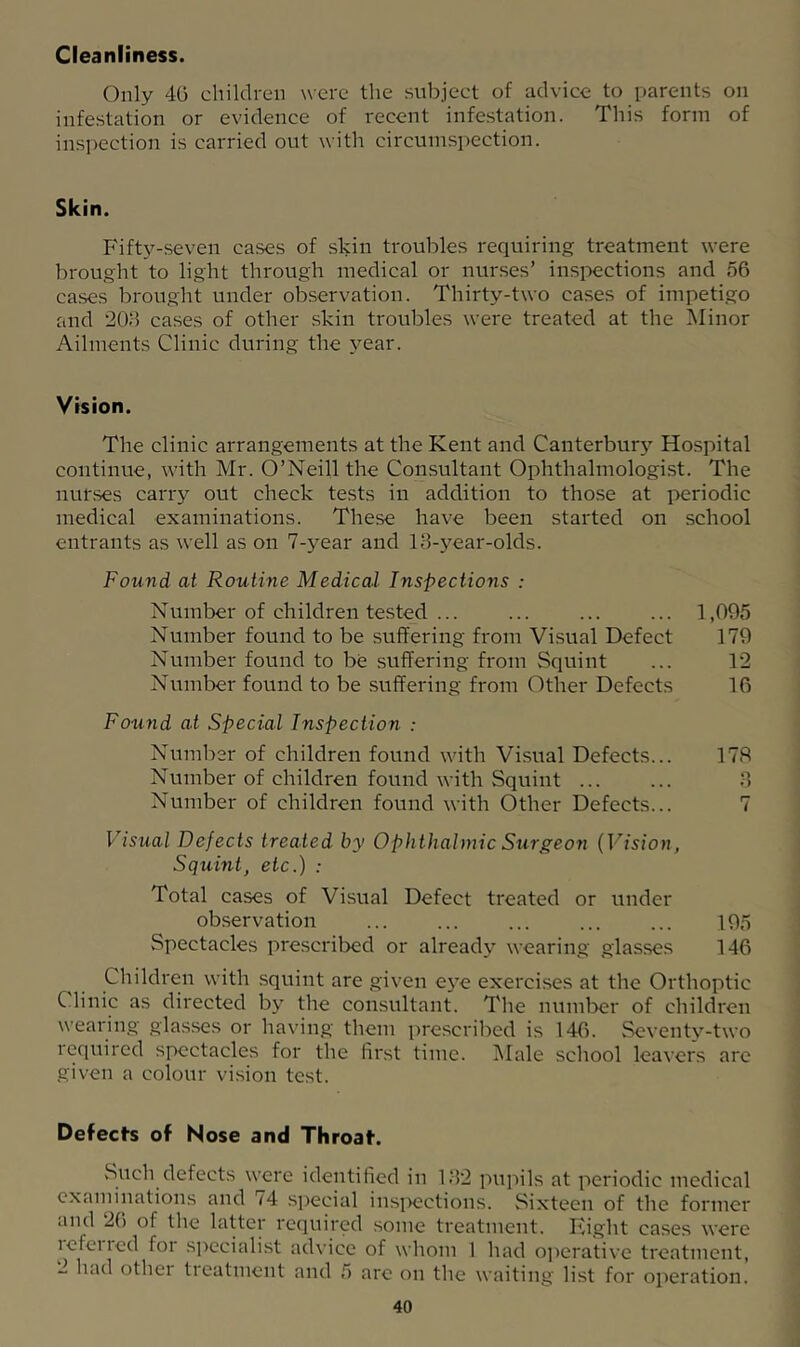 Cleanliness.
Only 46 children were the subject of advice to parents on
infestation or evidence of recent infestation. This form of
inspection is carried out with circumspection.
Skin.
Fifty-seven cases of skin troubles requiring treatment were
brought to light through medical or nurses' inspections and 56
cases brought under observation. Thirty-two cases of impetigo
and 203 cases of other skin troubles were treated at the Minor
Ailments Clinic during the year.
Vision.
The clinic arrangements at the Kent and Canterbury Hospital
continue, with Mr. O'Neill the Consultant Ophthalmologist. The
nurses carry out check tests in addition to those at periodic
medical examinations. These have been started on school
entrants as well as on 7-year and 13-year-olds.
Found at Routine Medical Inspections :
Number of children tested ... ... ... ... 1,095
Number found to be suffering from Visual Defect 179
Number found to be suffering from Squint ... 12
Number found to be suffering from Other Defects 16
Found at Special Inspection :
Number of children found with Visual Defects... 178
Number of children found with Squint ... ... 3
Number of children found with Other Defects... 7
Visual Defects treated by Ophthalmic Surgeon (Vision,
Squint, etc.) :
Total cases of Visual Defect treated or under
observation ... ... ... ... ... 195
Spectacles prescribed or already wearing glasses 146
Children with squint are given eye exercises at the Orthoptic
Clinic as directed by the consultant. The number of children
wearing glasses or having them prescribed is 146. Seventy-two
required spectacles for the first time. Male school leavers are
given a colour vision test.
Defects of Nose and Throat.
Such defects were identified in 132 pupils at periodic medical
examinations and 74 special inspections. Sixteen of the former
and 26 of the latter required some treatment. Eight cases were
referred for specialist advice of whom 1 had operative treatment,
2 had other treatment and 5 are on the waiting list for operation.
40